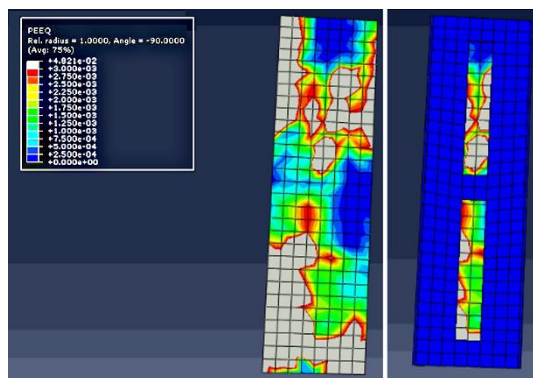 PEEQ
Rel. radius = 1.0000, Angle = -90.0000
(Avg: 75%)
+4.821e-02
+3.000e-03
+2.750e-03
+2.500e-03
+2.250e-03
+2.000e-03
+1.750e-03
+1.500e-03
+1.250e-03
+1.000e-03
+7.500e-04
+5.000e-04
+2.500e-04
+0.000e+00